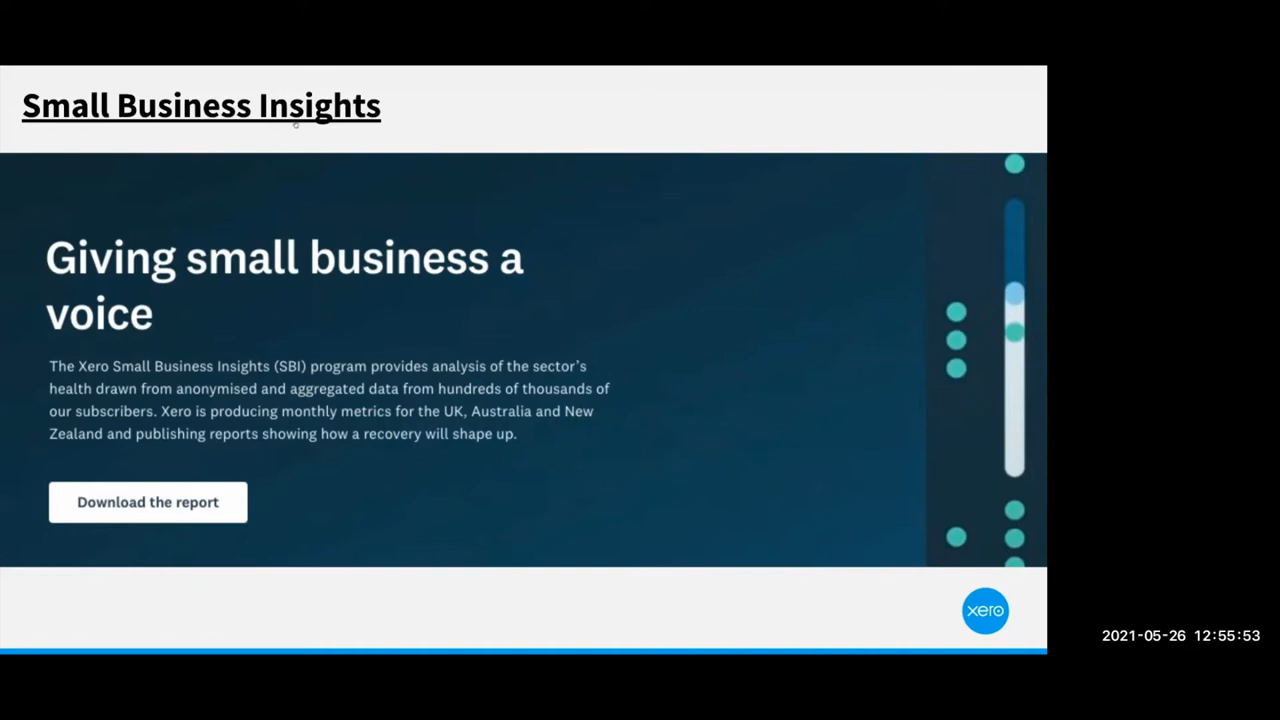 Small Business Insights
Giving small business a
voice
The Xero Small Business Insights (SBI) program provides analysis of the sector's
health drawn from anonymised and aggregated data from hundreds of thousands of
our subscribers. Xero is producing monthly metrics for the UK, Australia and New
Zealand and publishing reports showing how a recovery will shape up.
Download the report
xero
2021-05-26 12:55:53